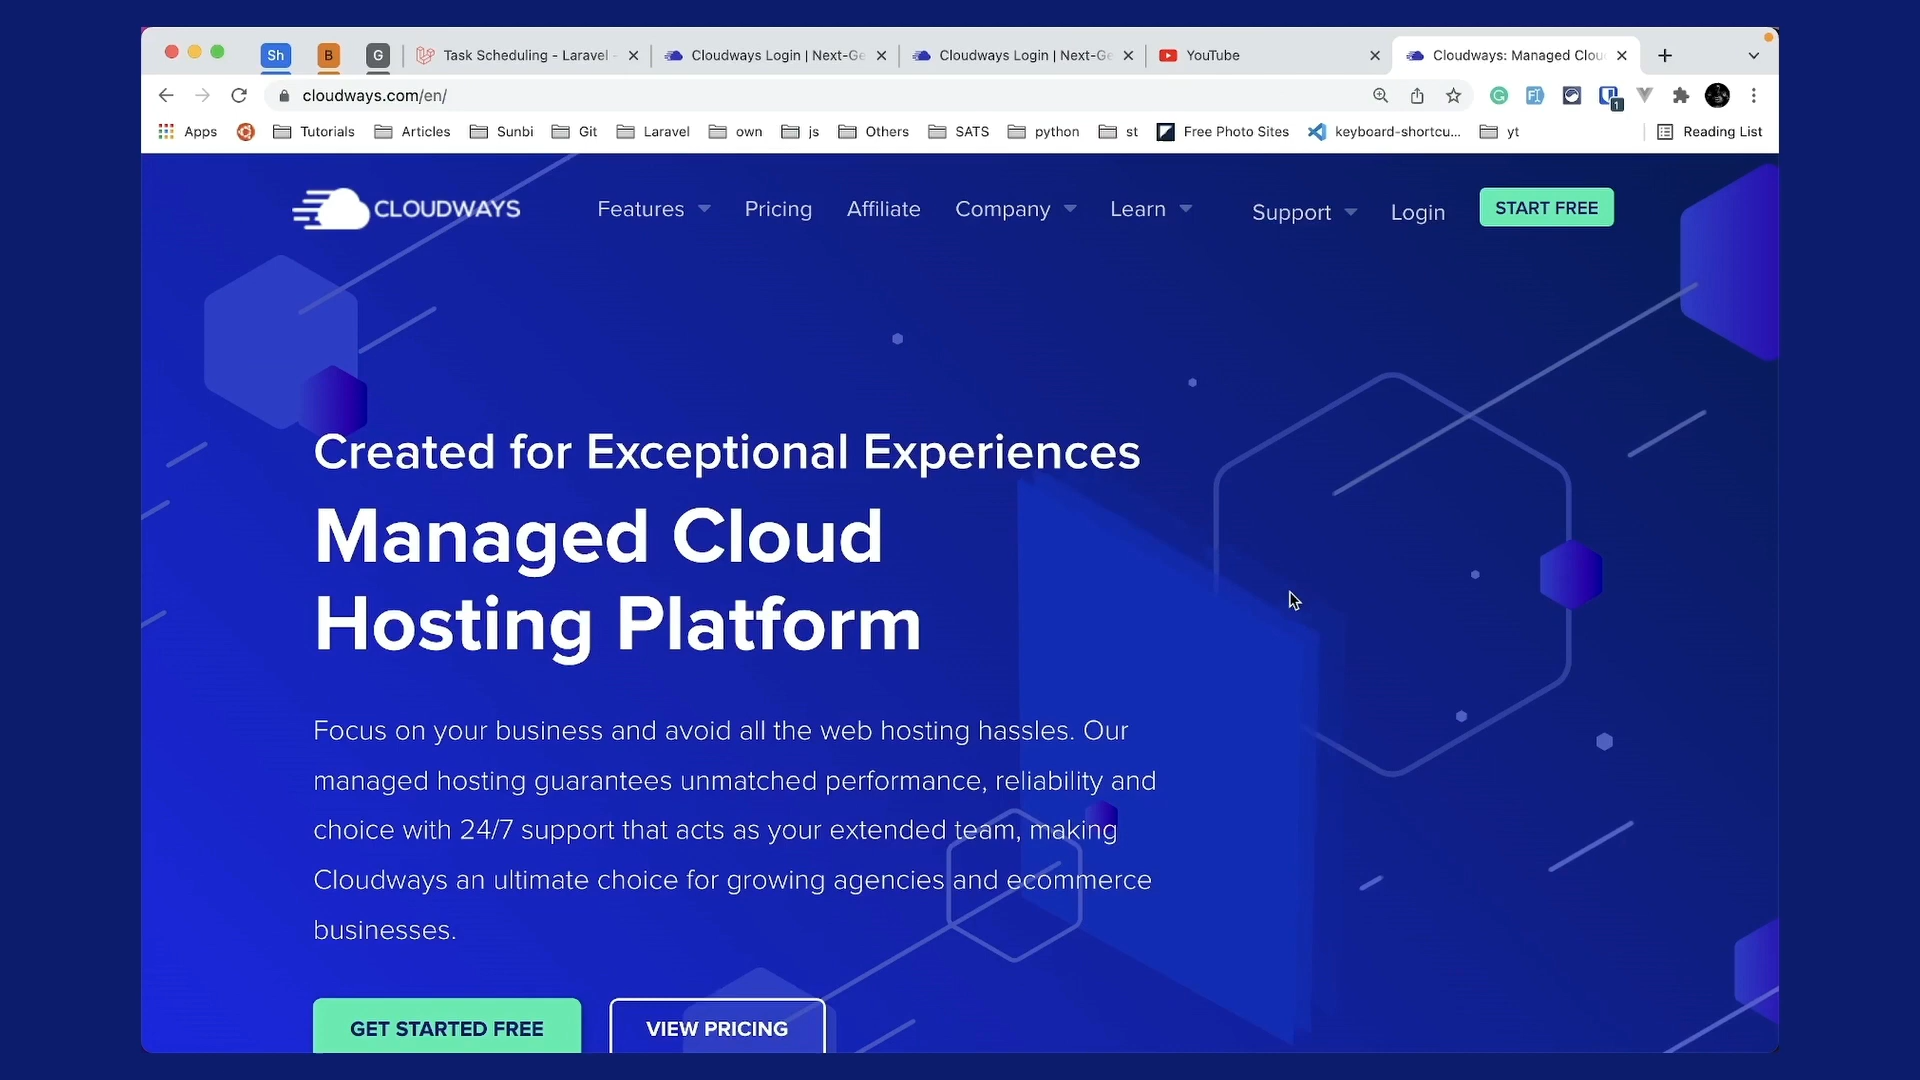 Sh
B
G
Task Scheduling - Laravel -
Cloudways Login | Next-Ge
Cloudways Login | Next-Ge
YouTube
Cloudways: Managed Clou
cloudways.com/en/
1
Apps
Tutorials
Articles
Sunbi
Git
Laravel
own
js
Others
SATS
python
st
Free Photo Sites
keyboard-shortcu...
yt
Reading List
CLOUDWAYS
Features
Pricing
Affiliate
Company
Learn
Support
Login
START FREE
Created for Exceptional Experiences
Managed Cloud
Hosting Platform
Focus on your business and avoid all the web hosting hassles. Our
managed hosting guarantees unmatched performance, reliability and
choice with 24/7 support that acts as your extended team, making
Cloudways an ultimate choice for growing agencies and ecommerce
businesses.
GET STARTED FREE
VIEW PRICING